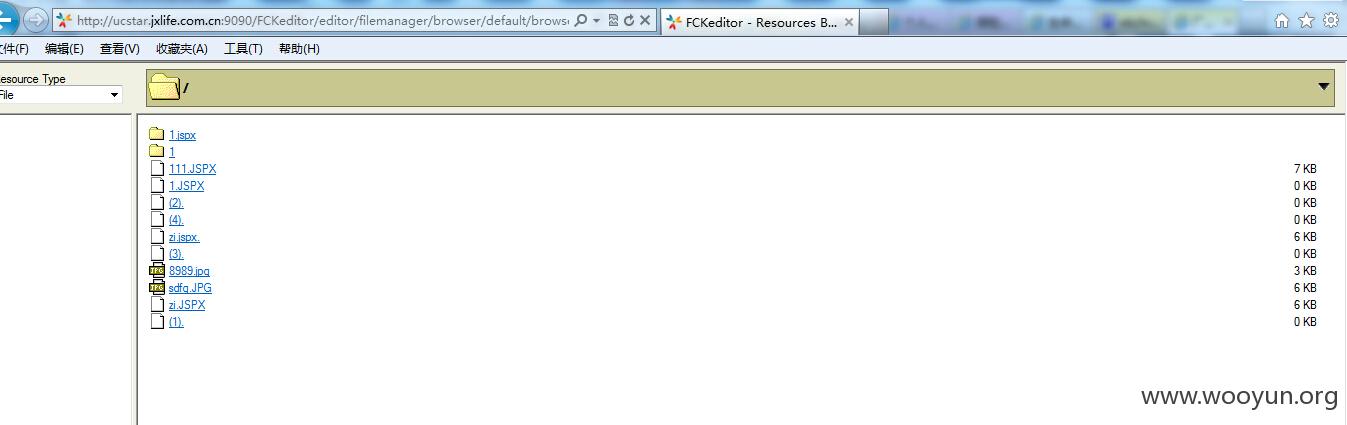 http://ucstar.jxlife.com.cn:9090/FCKeditor/editor/filemanager/browser/default/browse
FCKeditor - Resources B...
文件(F) 编辑(E) 查看(V) 收藏夹(A) 工具(T) 帮助(H)
esource Type
File
/
1.jspx
1
111.JSPX 7 KB
1.JSPX 0 KB
(2). 0 KB
(4). 0 KB
zi.jspx. 6 KB
(3). 0 KB
8989.jpg 3 KB
sdfq.JPG 6 KB
zi.JSPX 6 KB
(1). 0 KB
www.wooyun.org